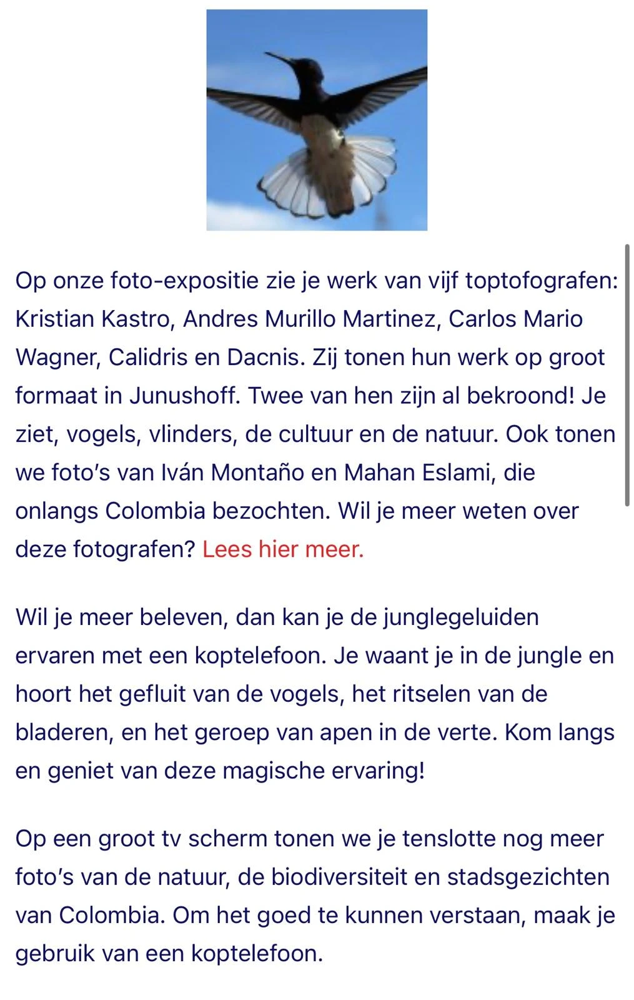 Op onze foto-expositie zie je werk van vijf toptofografen:
Kristian Kastro, Andres Murillo Martinez, Carlos Mario
Wagner, Calidris en Dacnis. Zij tonen hun werk op groot
formaat in Junushoff. Twee van hen zijn al bekroond! Je
ziet, vogels, vlinders, de cultuur en de natuur. Ook tonen
we foto’s van Iván Montaño en Mahan Eslami, die
onlangs Colombia bezochten. Wil je meer weten over
deze fotografen? Lees hier meer.
Wil je meer beleven, dan kan je de junglegeluiden
ervaren met een koptelefoon. Je waant je in de jungle en
hoort het gefluit van de vogels, het ritselen van de
bladeren, en het geroep van apen in de verte. Kom langs
en geniet van deze magische ervaring!
Op een groot tv scherm tonen we je tenslotte nog meer
foto’s van de natuur, de biodiversiteit en stadsgezichten
van Colombia. Om het goed te kunnen verstaan, maak je
gebruik van een koptelefoon.